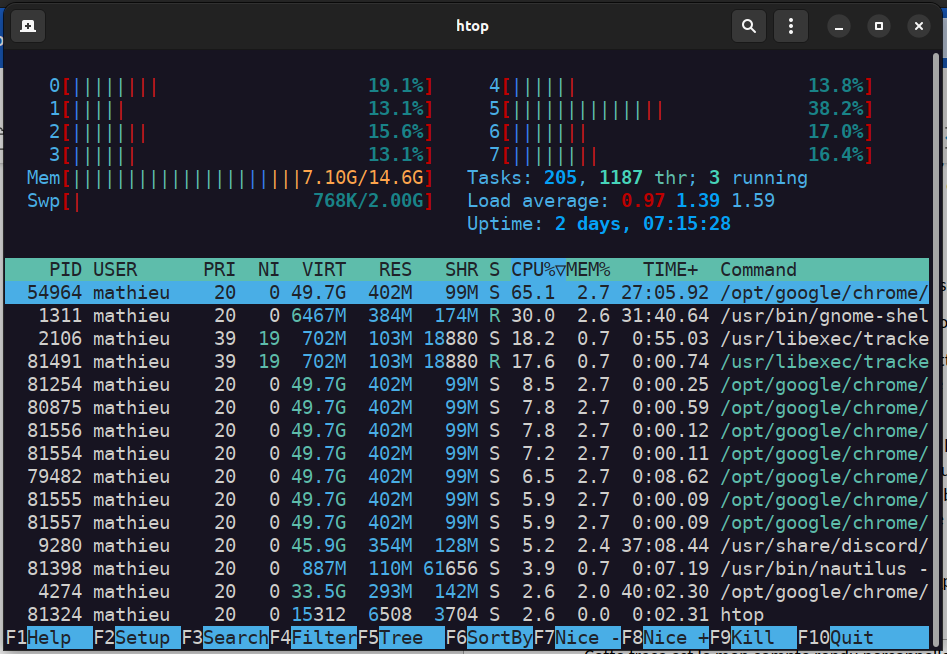 htop
0[||||||||| 19.1%] 4[|||||| 13.8%]
1[||||| 13.1%] 5[|||||||||||||| 38.2%]
2[|||||||| 15.6%] 6[||||||| 17.0%]
3[||||||| 13.1%] 7[|||||||| 16.4%]
Mem[|||||||||||||||||||||7.10G/14.6G] Tasks: 205, 1187 thr; 3 running
Swp[| 768K/2.00G] Load average: 0.97 1.39 1.59
Uptime: 2 days, 07:15:28
PID USER PRI NI VIRT RES SHR S CPU%▽MEM% TIME+ Command
54964 mathieu 20 0 49.7G 402M 99M S 65.1 2.7 27:05.92 /opt/google/chrome/
1311 mathieu 20 0 6467M 384M 174M R 30.0 2.6 31:40.64 /usr/bin/gnome-shel
2106 mathieu 39 19 702M 103M 18880 S 18.2 0.7 0:55.03 /usr/libexec/tracke
81491 mathieu 39 19 702M 103M 18880 R 17.6 0.7 0:00.74 /usr/libexec/tracke
81254 mathieu 20 0 49.7G 402M 99M S 8.5 2.7 0:00.25 /opt/google/chrome/
80875 mathieu 20 0 49.7G 402M 99M S 7.8 2.7 0:00.59 /opt/google/chrome/
81556 mathieu 20 0 49.7G 402M 99M S 7.8 2.7 0:00.12 /opt/google/chrome/
81554 mathieu 20 0 49.7G 402M 99M S 7.2 2.7 0:00.11 /opt/google/chrome/
79482 mathieu 20 0 49.7G 402M 99M S 6.5 2.7 0:08.62 /opt/google/chrome/
81555 mathieu 20 0 49.7G 402M 99M S 5.9 2.7 0:00.09 /opt/google/chrome/
81557 mathieu 20 0 49.7G 402M 99M S 5.9 2.7 0:00.09 /opt/google/chrome/
9280 mathieu 20 0 45.9G 354M 128M S 5.2 2.4 37:08.44 /usr/share/discord/
81398 mathieu 20 0 887M 110M 61656 S 3.9 0.7 0:07.19 /usr/bin/nautilus -
4274 mathieu 20 0 33.5G 293M 142M S 2.6 2.0 40:02.30 /opt/google/chrome/
81324 mathieu 20 0 15312 6508 3704 S 2.6 0.0 0:02.31 htop
F1Help F2Setup F3SearchF4FilterF5Tree F6SortByF7Nice -F8Nice +F9Kill F10Quit